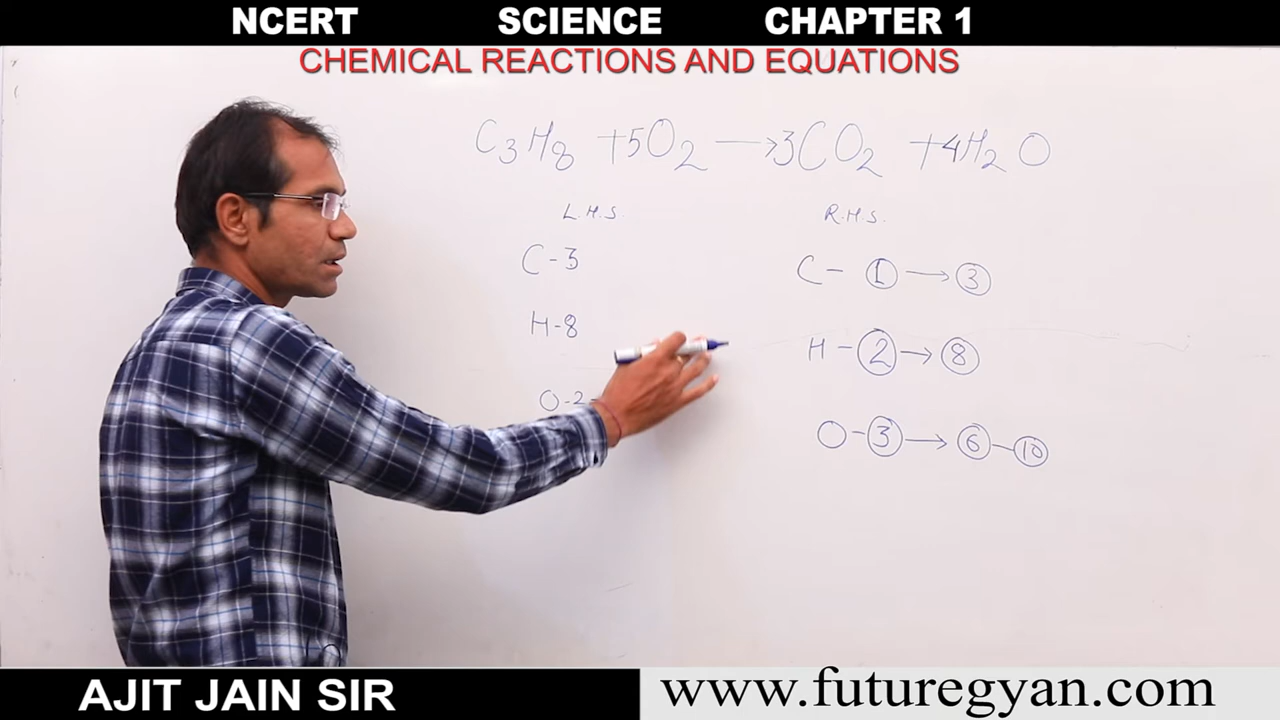 NCERT SCIENCE CHAPTER 1
CHEMICAL REACTIONS AND EQUATIONS
C3H8 +5O2 →3CO2 +4H2O
L.H.S. R.H.S.
C-3 C- 1 → 3
H-8 H-2→8
O-2- O-3→6-10
AJIT JAIN SIR www.futuregyan.com